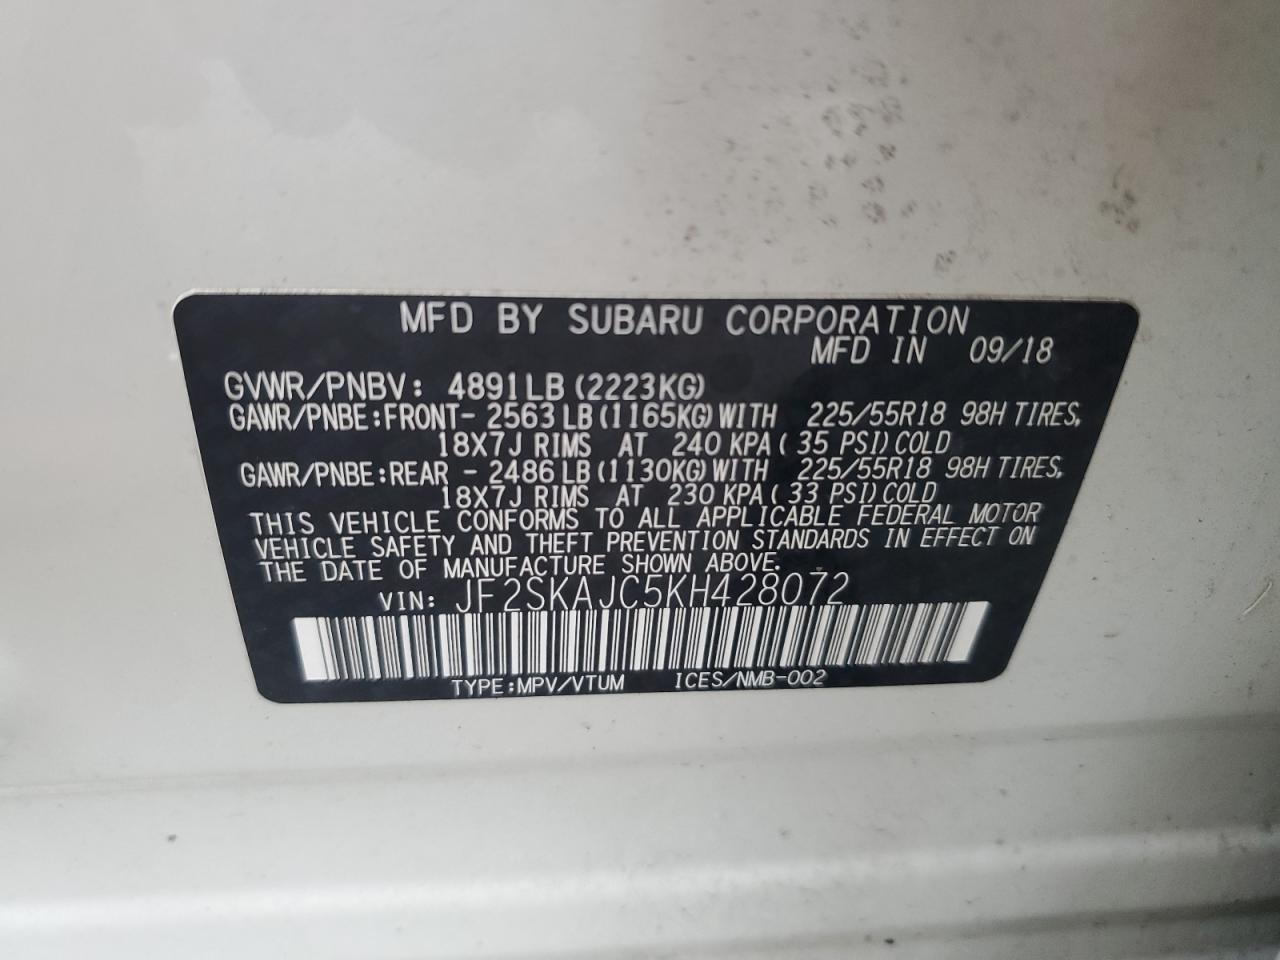 MFD BY SUBARU CORPORATION
MFD IN 09/18
GVWR/PNBV: 4891LB (2223KG)
GAWR/PNBE:FRONT- 2563 LB (1165KG) WITH 225/55R18 98H TIRES,
18X7J RIMS AT 240 KPA ( 35 PSI) COLD
GAWR/PNBE:REAR - 2486 LB (1130KG) WITH 225/55R18 98H TIRES,
18X7J RIMS AT 230 KPA ( 33 PSI) COLD
THIS VEHICLE CONFORMS TO ALL APPLICABLE FEDERAL MOTOR
VEHICLE SAFETY AND THEFT PREVENTION STANDARDS IN EFFECT ON
THE DATE OF MANUFACTURE SHOWN ABOVE.
VIN: JF2SKAJC5KH428072
TYPE:MPV/VTUM ICES/NMB-002